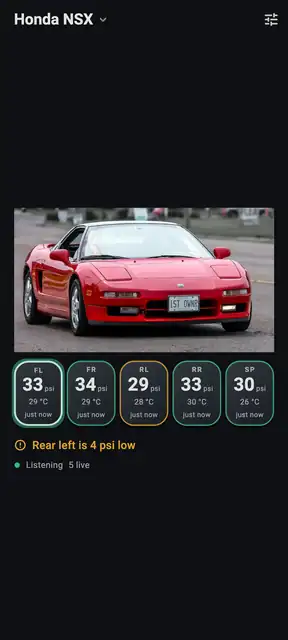 Honda NSX
1ST OWNR
FL
33 psi
29 °C
just now
FR
34 psi
29 °C
just now
RL
29 psi
28 °C
just now
RR
33 psi
30 °C
just now
SP
30 psi
26 °C
just now
Rear left is 4 psi low
Listening 5 live